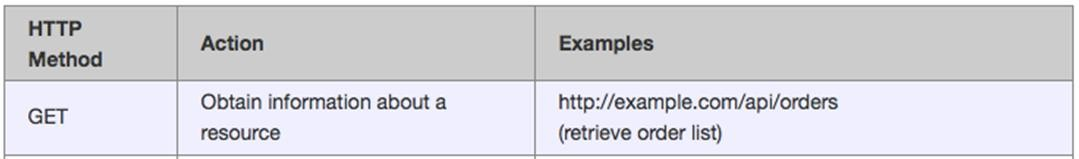 HTTP
Method
Action
Examples
GET
Obtain information about a
resource
http://example.com/api/orders
(retrieve order list)